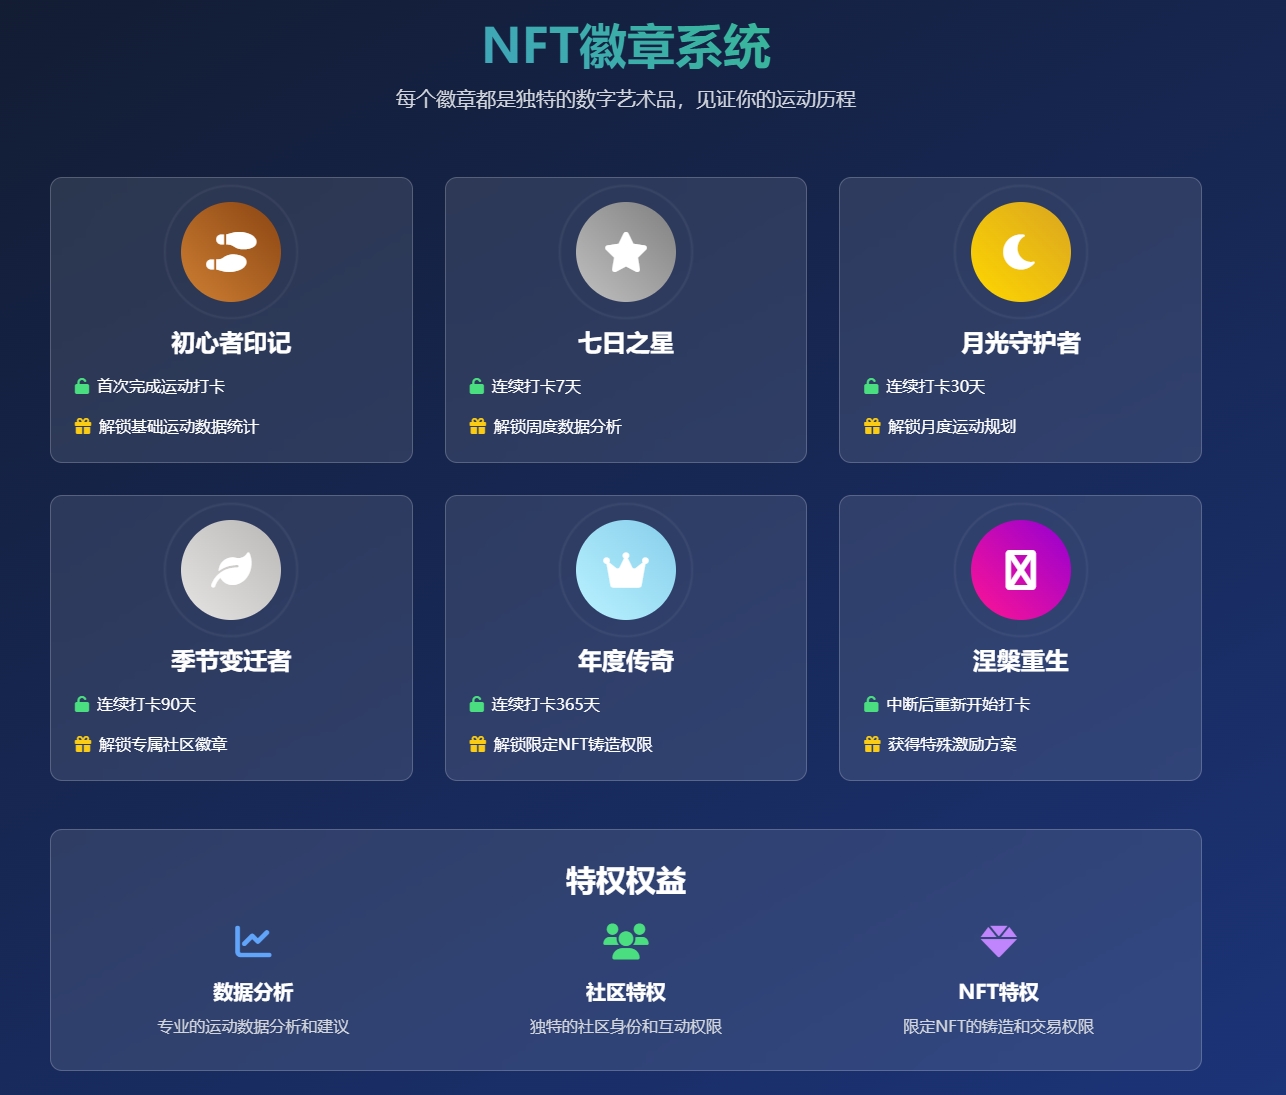 NFT徽章系统
每个徽章都是独特的数字艺术品，见证你的运动历程
初心者印记
首次完成运动打卡
解锁基础运动数据统计
七日之星
连续打卡7天
解锁周度数据分析
月光守护者
连续打卡30天
解锁月度运动规划
季节变迁者
连续打卡90天
解锁专属社区徽章
年度传奇
连续打卡365天
解锁限定NFT铸造权限
涅槃重生
中断后重新开始打卡
获得特殊激励方案
特权权益
数据分析
专业的运动数据分析和建议
社区特权
独特的社区身份和互动权限
NFT特权
限定NFT的铸造和交易权限